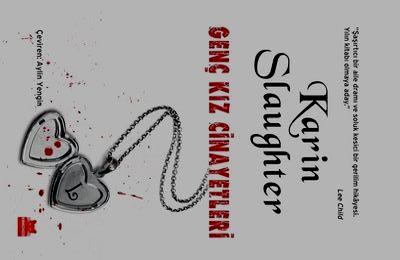 "Şaşırtıcı bir aile dramı ve soluk kesici bir gerilim hikâyesi.
Yılın kitabı olmaya aday."
Lee Child
Karin
Slaughter
GENÇ KIZ CİNAYETLERİ
L
Çeviren: Aylin Yengin